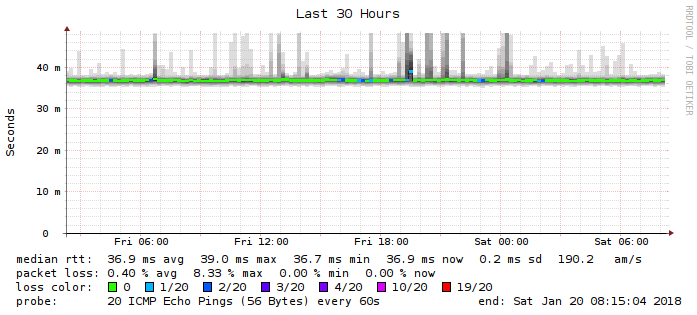 Last 30 Hours
RRDTOOL / TOBI OETIKER
Seconds
40 m
30 m
20 m
10 m
0
Fri 06:00 Fri 12:00 Fri 18:00 Sat 00:00 Sat 06:00
median rtt: 36.9 ms avg 39.0 ms max 36.7 ms min 36.9 ms now 0.2 ms sd 190.2 am/s
packet loss: 0.40 % avg 8.33 % max 0.00 % min 0.00 % now
loss color: 0 1/20 2/20 3/20 4/20 10/20 19/20
probe: 20 ICMP Echo Pings (56 Bytes) every 60s end: Sat Jan 20 08:15:04 2018